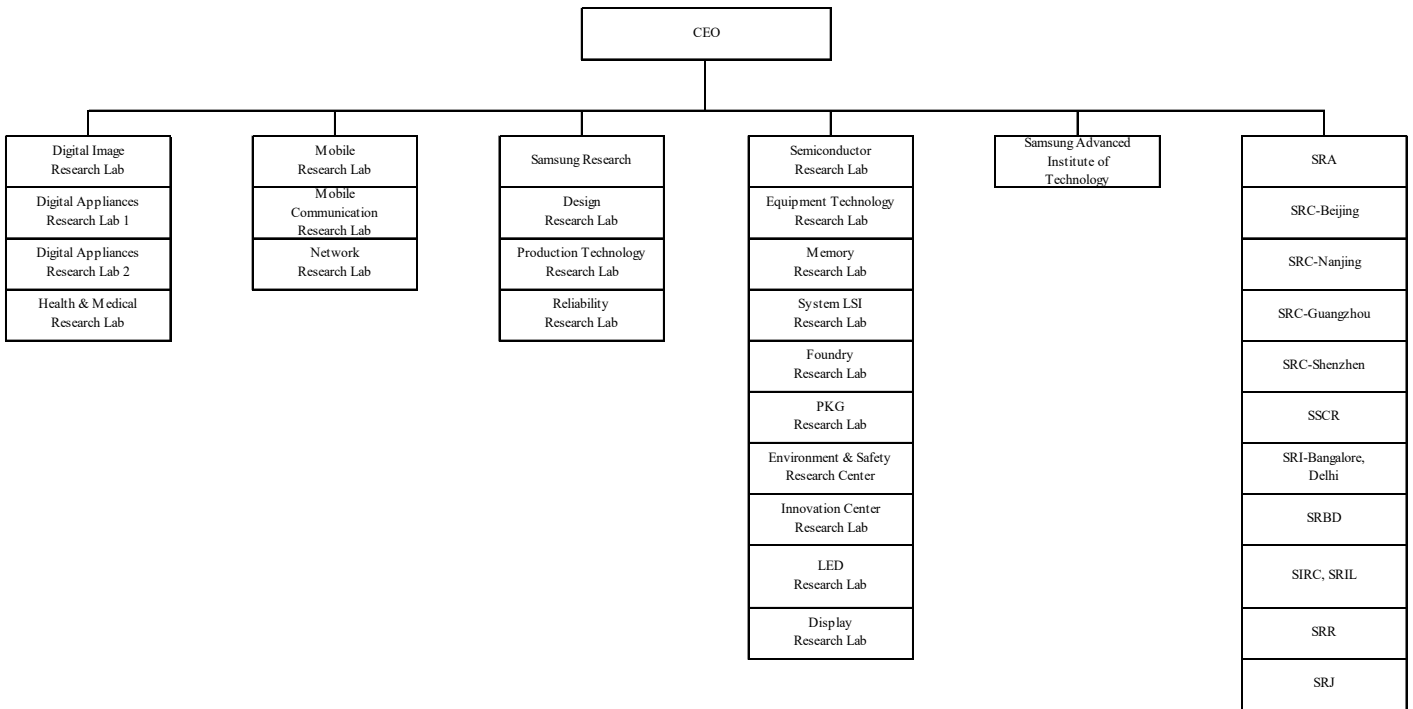 CEO
Digital Image
Research Lab
Digital Appliances
Research Lab 1
Digital Appliances
Research Lab 2
Health & Medical
Research Lab
Mobile
Research Lab
Mobile
Communication
Research Lab
Network
Research Lab
Samsung Research
Design
Research Lab
Production Technology
Research Lab
Reliability
Research Lab
Semiconductor
Research Lab
Equipment Technology
Research Lab
Memory
Research Lab
System LSI
Research Lab
Foundry
Research Lab
PKG
Research Lab
Environment & Safety
Research Center
Innovation Center
Research Lab
LED
Research Lab
Display
Research Lab
Samsung Advanced
Institute of
Technology
SRA
SRC-Beijing
SRC-Nanjing
SRC-Guangzhou
SRC-Shenzhen
SSCR
SRI-Bangalore,
Delhi
SRBD
SIRC, SRIL
SRR
SRJ